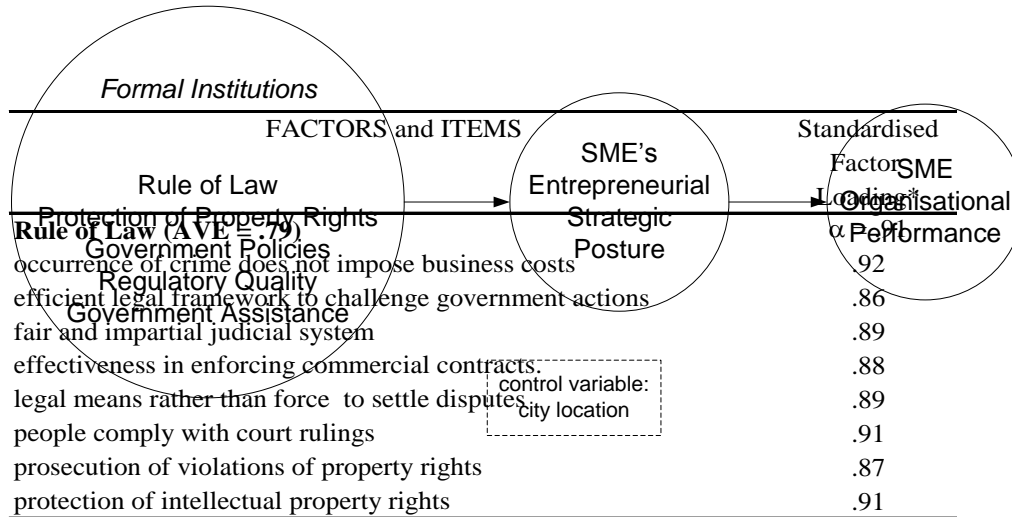 Formal Institutions
FACTORS and ITEMS
Standardised
Factor
Loading*
Rule of Law (AVE = .79)
α = .91
occurrence of crime does not impose business costs .92
efficient legal framework to challenge government actions .86
fair and impartial judicial system .89
effectiveness in enforcing commercial contracts. .88
legal means rather than force to settle disputes .89
people comply with court rulings .91
prosecution of violations of property rights .87
protection of intellectual property rights .91
Rule of Law
Protection of Property Rights
Government Policies
Regulatory Quality
Government Assistance
SME's
Entrepreneurial
Strategic
Posture
SME
Organisational
Performance
control variable:
city location